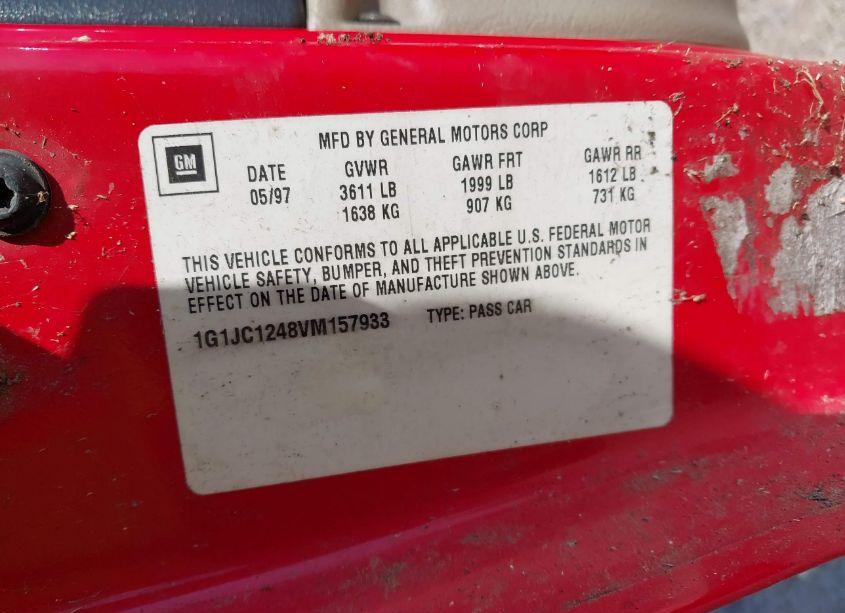 MFD BY GENERAL MOTORS CORP
GM
DATE GVWR GAWR FRT GAWR RR
05/97 3611 LB 1999 LB 1612 LB
1638 KG 907 KG 731 KG
THIS VEHICLE CONFORMS TO ALL APPLICABLE U.S. FEDERAL MOTOR
VEHICLE SAFETY, BUMPER, AND THEFT PREVENTION STANDARDS IN
EFFECT ON THE DATE OF MANUFACTURE SHOWN ABOVE.
1G1JC1248VM157933 TYPE: PASS CAR